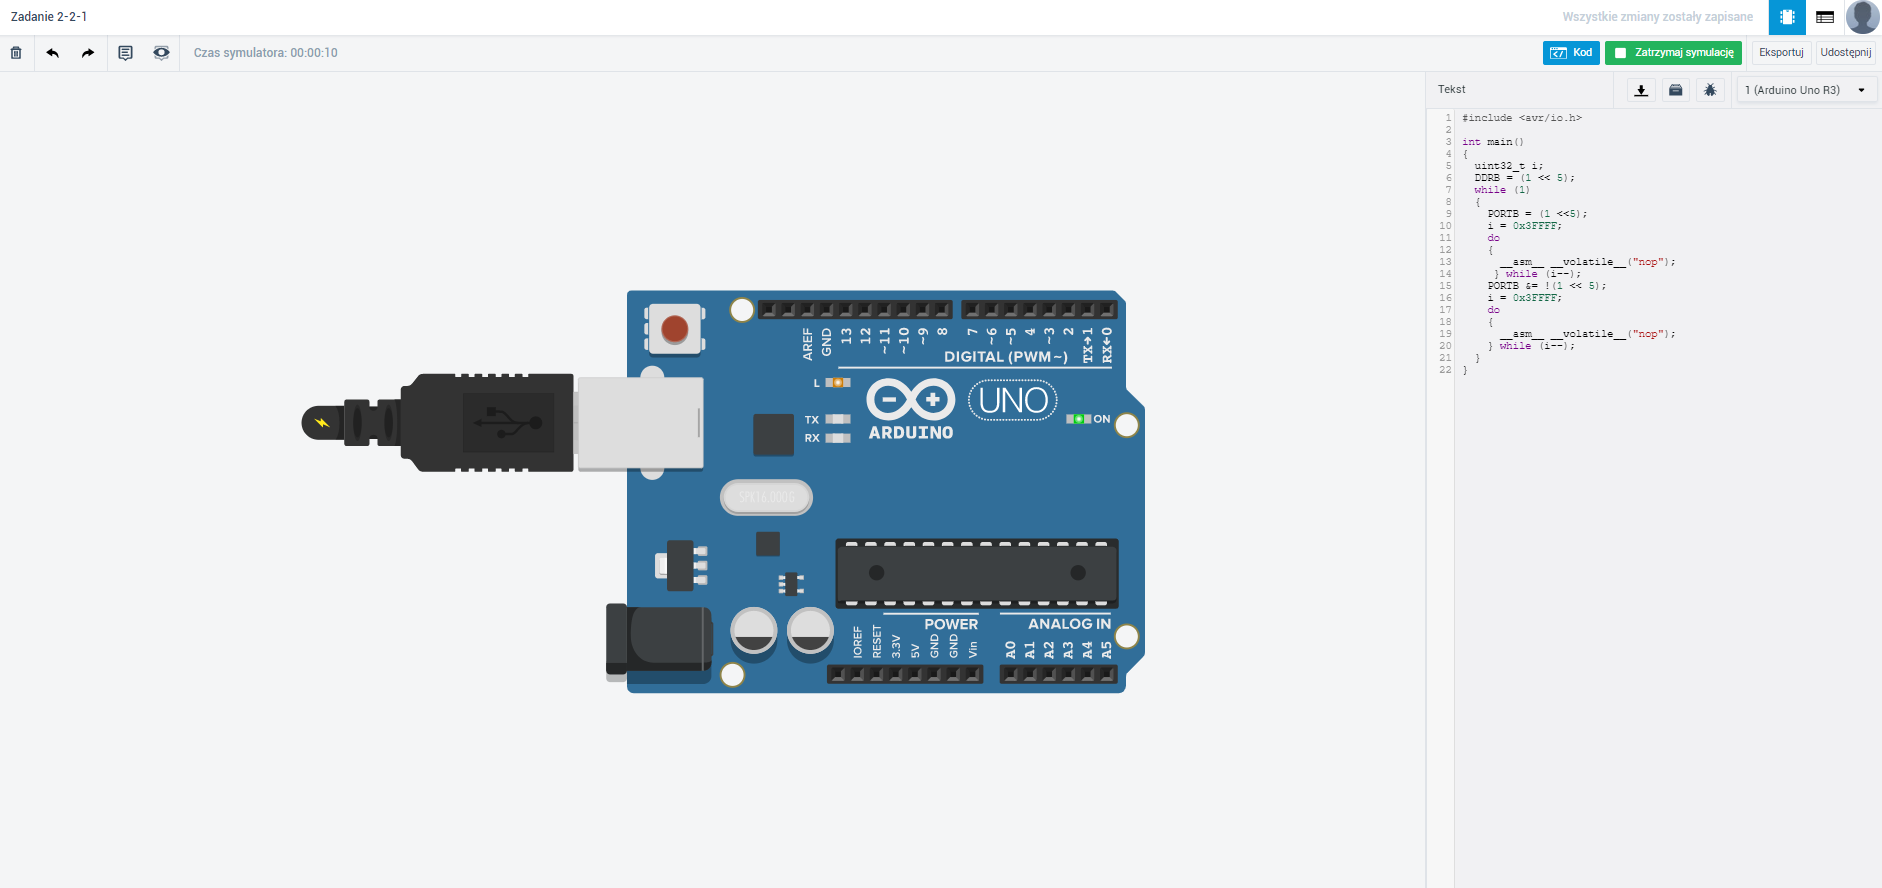 Zadanie 2-2-1
Wszystkie zmiany zostały zapisane
Czas symulatora: 00:00:10
Kod
Zatrzymaj symulację
Eksportuj
Udostępnij
Tekst
1 (Arduino Uno R3)
1 #include <avr/io.h>
2
3 int main()
4 {
5 uint32_t i;
6 DDRB = (1 << 5);
7 while (1)
8 {
9 PORTB = (1 <<5);
10 i = 0x3FFFF;
11 do
12 {
13 __asm__ __volatile__("nop");
14 } while (i--);
15 PORTB &= !(1 << 5);
16 i = 0x3FFFF;
17 do
18 {
19 __asm__ __volatile__("nop");
20 } while (i--);
21 }
22 }
AREF
GND
13
12
~11
~10
~9
8
7
~6
~5
4
~3
2
TX→1
RX←0
DIGITAL (PWM~)
L
TX
RX
ARDUINO
UNO
ON
SPK16.000G
POWER
ANALOG IN
IOREF
RESET
3.3V
5V
GND
GND
Vin
A0
A1
A2
A3
A4
A5